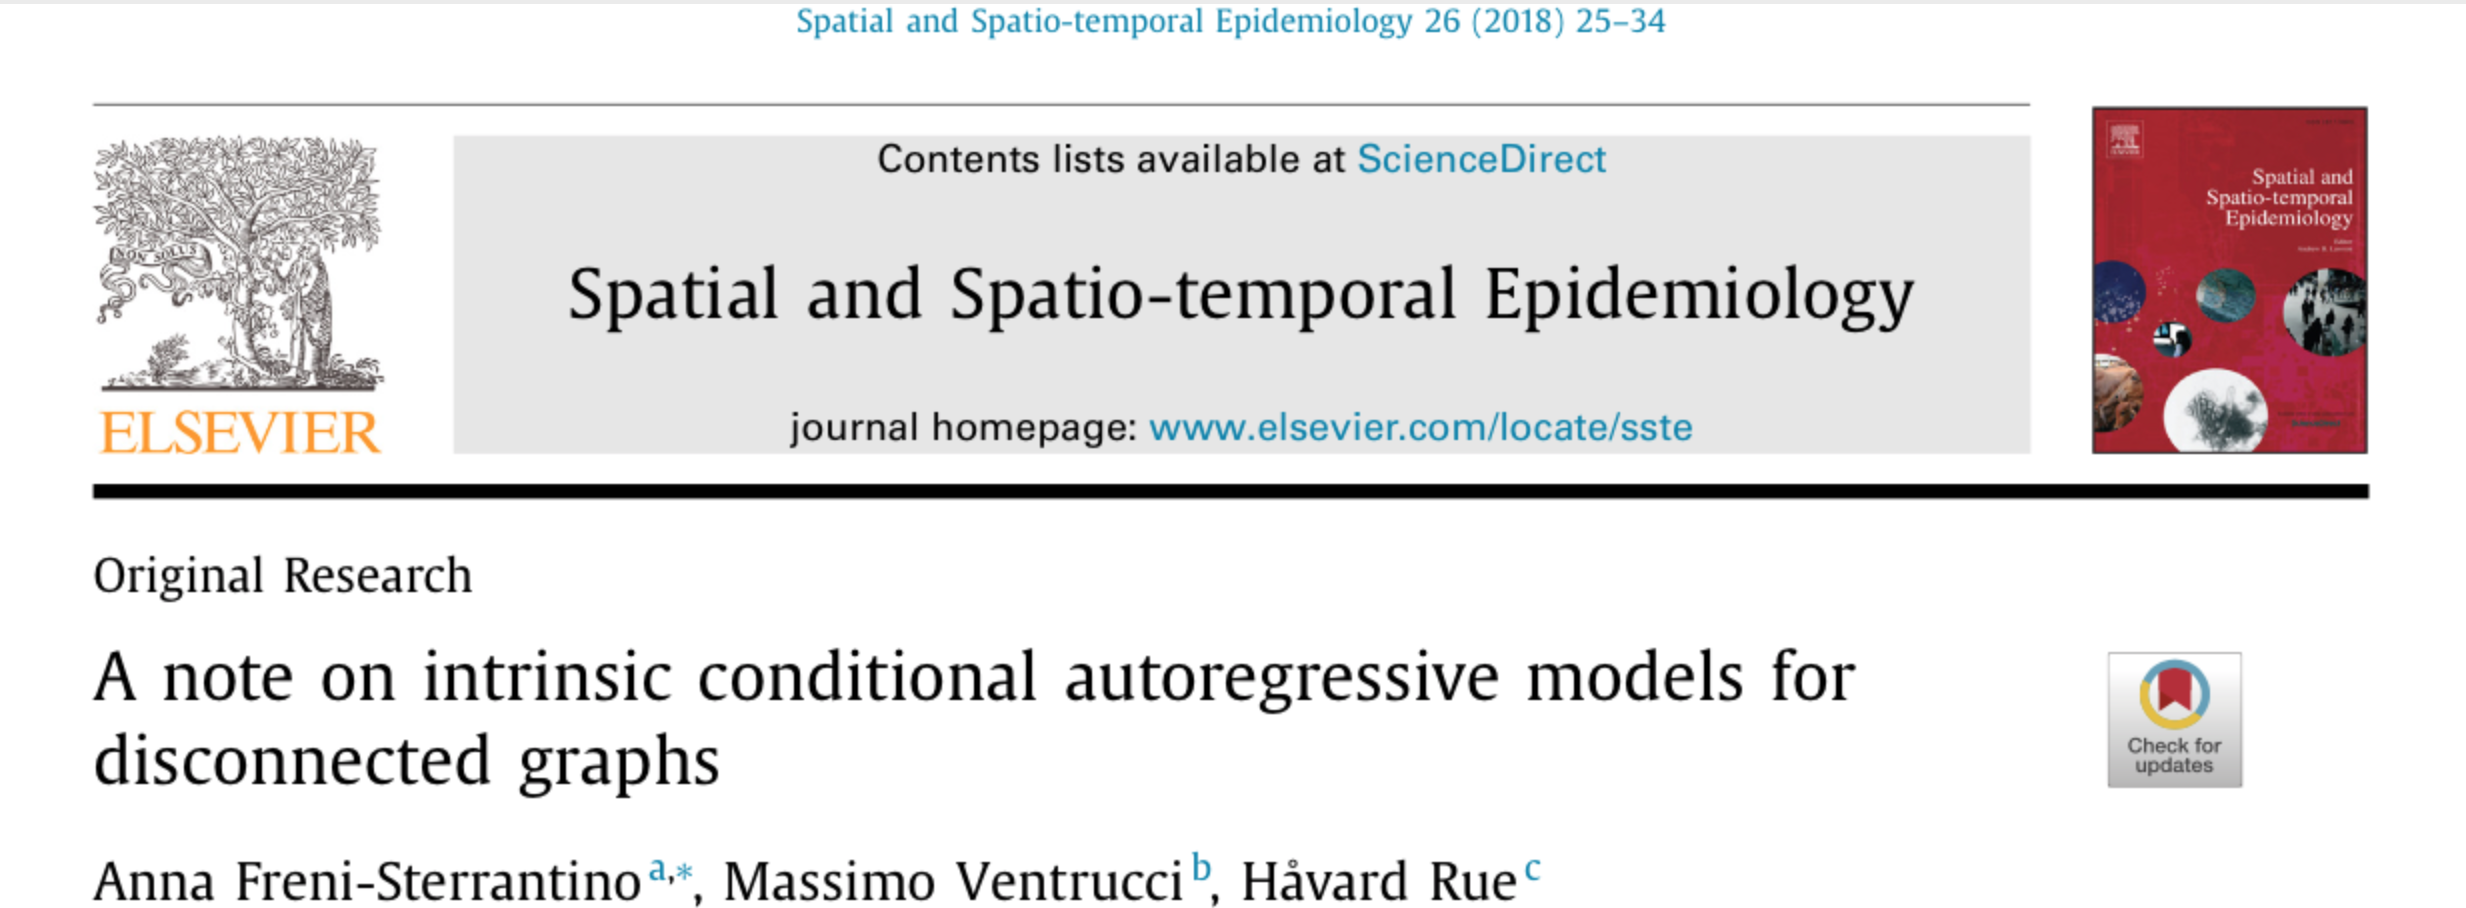 Spatial and Spatio-temporal Epidemiology 26 (2018) 25–34
Contents lists available at ScienceDirect
Spatial and Spatio-temporal Epidemiology
journal homepage: www.elsevier.com/locate/sste
NON SOLUS
ELSEVIER
Spatial and
Spatio-temporal
Epidemiology
Original Research
A note on intrinsic conditional autoregressive models for
disconnected graphs
Check for
updates
Anna Freni-Sterrantino a,*, Massimo Ventrucci b, Håvard Rue c